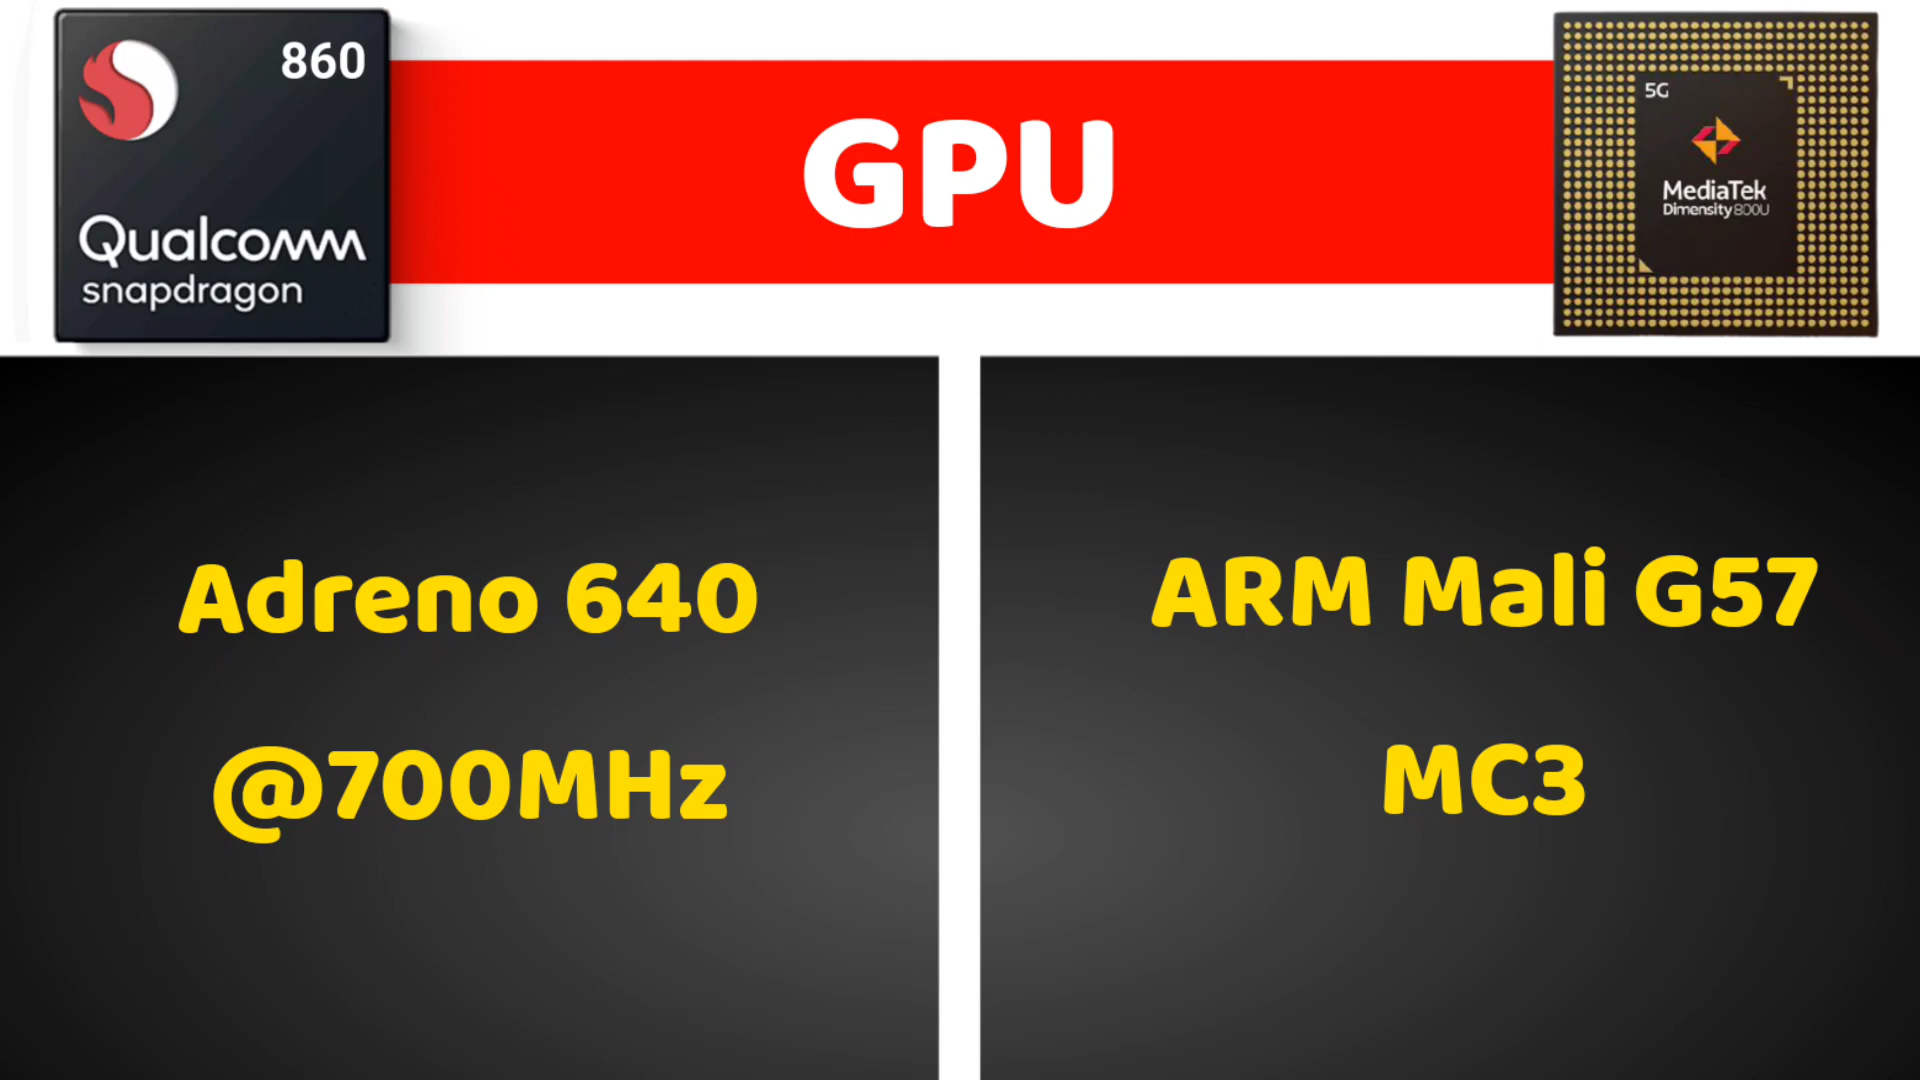 860
Qualcomm
snapdragon
GPU
5G
MediaTek
Dimensity 800U
Adreno 640
@700MHz
ARM Mali G57
MC3